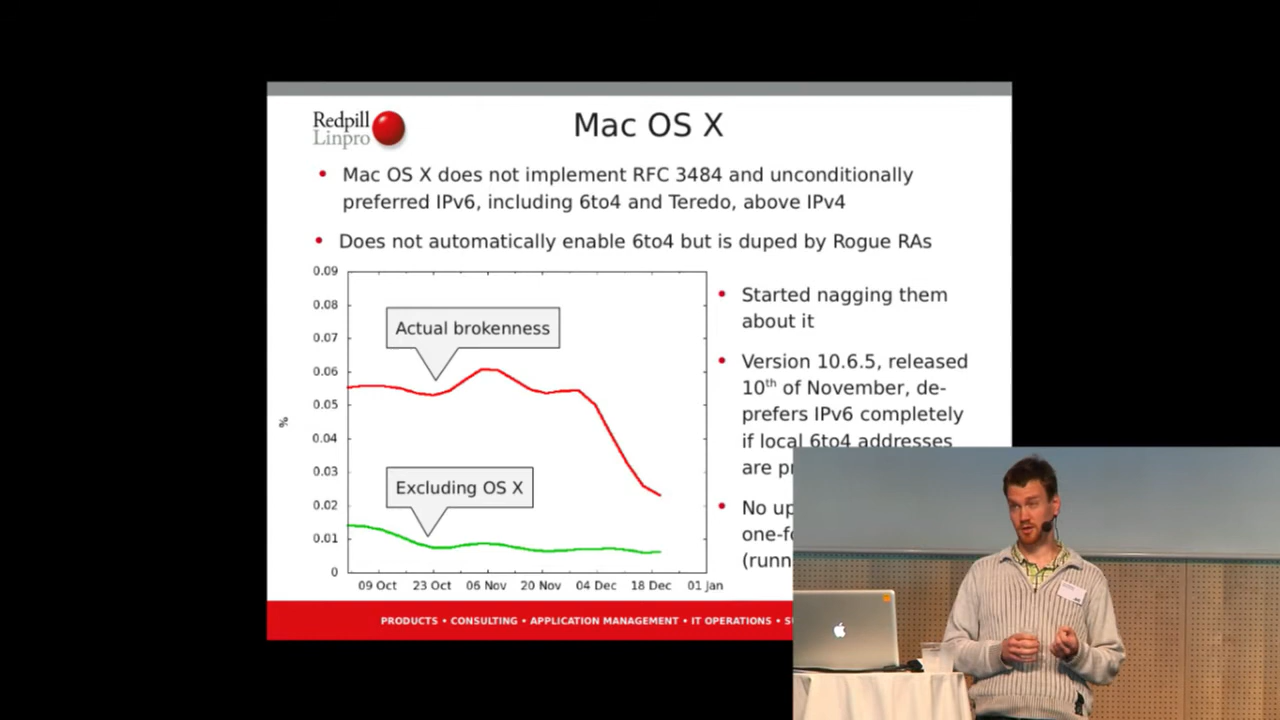 Redpill
Linpro
Mac OS X
• Mac OS X does not implement RFC 3484 and unconditionally
preferred IPv6, including 6to4 and Teredo, above IPv4
• Does not automatically enable 6to4 but is duped by Rogue RAs
0.09
0.08
0.07
0.06
0.05
0.04
0.03
0.02
0.01
0
%
Actual brokenness
Excluding OS X
09 Oct 23 Oct 06 Nov 20 Nov 04 Dec 18 Dec 01 Jan
• Started nagging them
about it
• Version 10.6.5, released
10th of November, de-
prefers IPv6 completely
if local 6to4 addresses
are
• No
PRODUCTS • CONSULTING • APPLICATION MANAGEMENT • IT OPERATIONS •